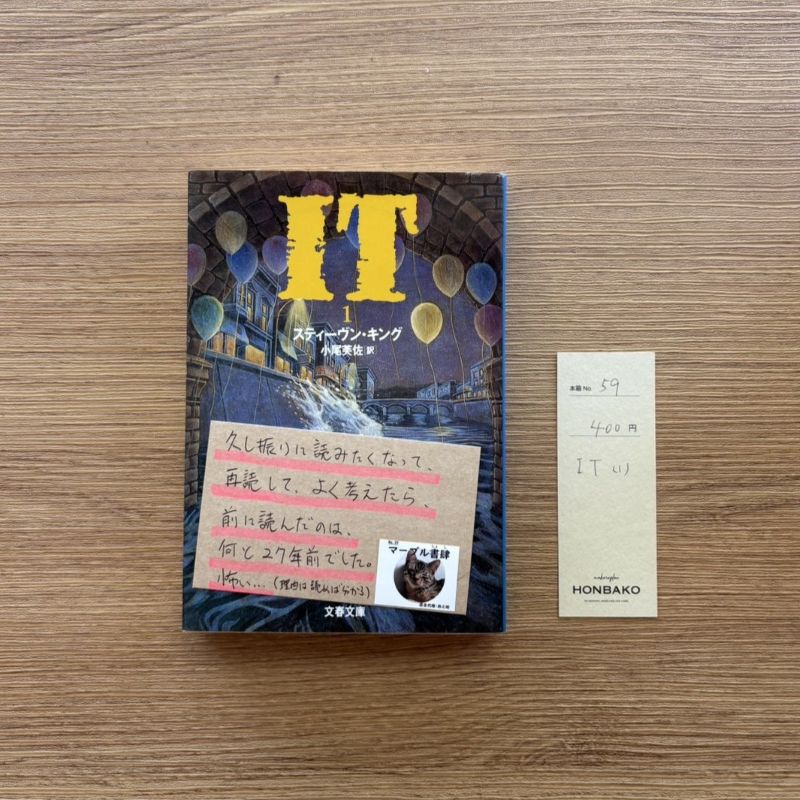 IT
1
スティーヴン・キング
小尾芙佐 訳
久し振りに読みたくなって、
再読して、よく考えたら、
前に読んだのは、
何と27年前でした。
怖い…（理由は読めば分かる）
No.59
マーブル書肆
文春文庫
本箱 No. 59
400 円
IT (1)
HONBAKO